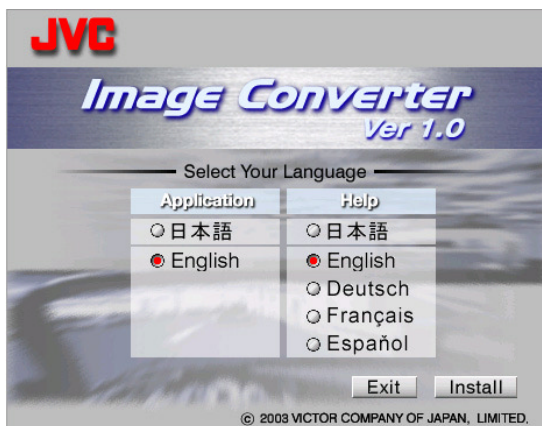 JVC
Image Converter
Ver 1.0
Select Your Language
Application
日本語
English
Help
日本語
English
Deutsch
Français
Espaňol
Exit
Install
© 2003 VICTOR COMPANY OF JAPAN, LIMITED.